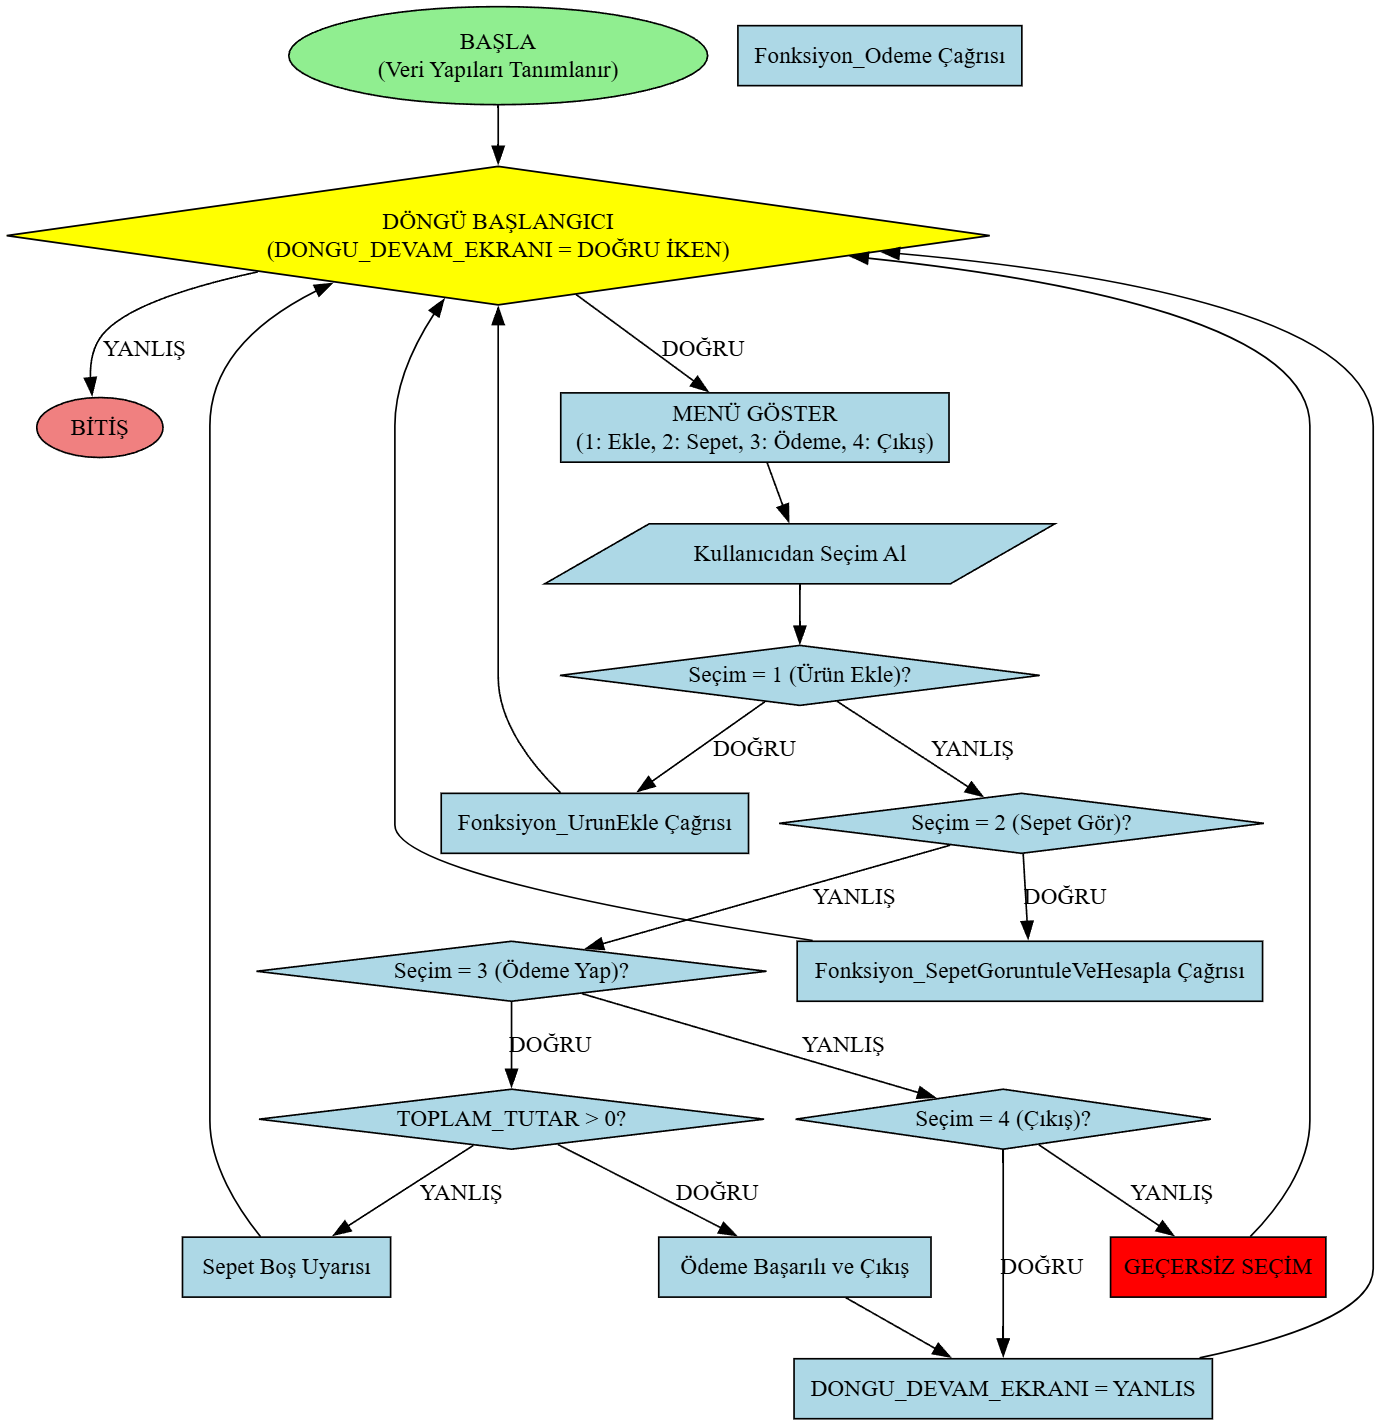 BAŞLA
(Veri Yapıları Tanımlanır)
Fonksiyon_Odeme Çağrısı
DÖNGÜ BAŞLANGICI
(DONGU_DEVAM_EKRANI = DOĞRU İKEN)
YANLIŞ
DOĞRU
BİTİŞ
MENÜ GÖSTER
(1: Ekle, 2: Sepet, 3: Ödeme, 4: Çıkış)
Kullanıcıdan Seçim Al
Seçim = 1 (Ürün Ekle)?
DOĞRU
YANLIŞ
Fonksiyon_UrunEkle Çağrısı
Seçim = 2 (Sepet Gör)?
YANLIŞ
DOĞRU
Seçim = 3 (Ödeme Yap)?
Fonksiyon_SepetGoruntuleVeHesapla Çağrısı
DOĞRU
YANLIŞ
TOPLAM_TUTAR > 0?
Seçim = 4 (Çıkış)?
YANLIŞ
DOĞRU
YANLIŞ
Sepet Boş Uyarısı
Ödeme Başarılı ve Çıkış
DOĞRU
GEÇERSİZ SEÇİM
DONGU_DEVAM_EKRANI = YANLIS